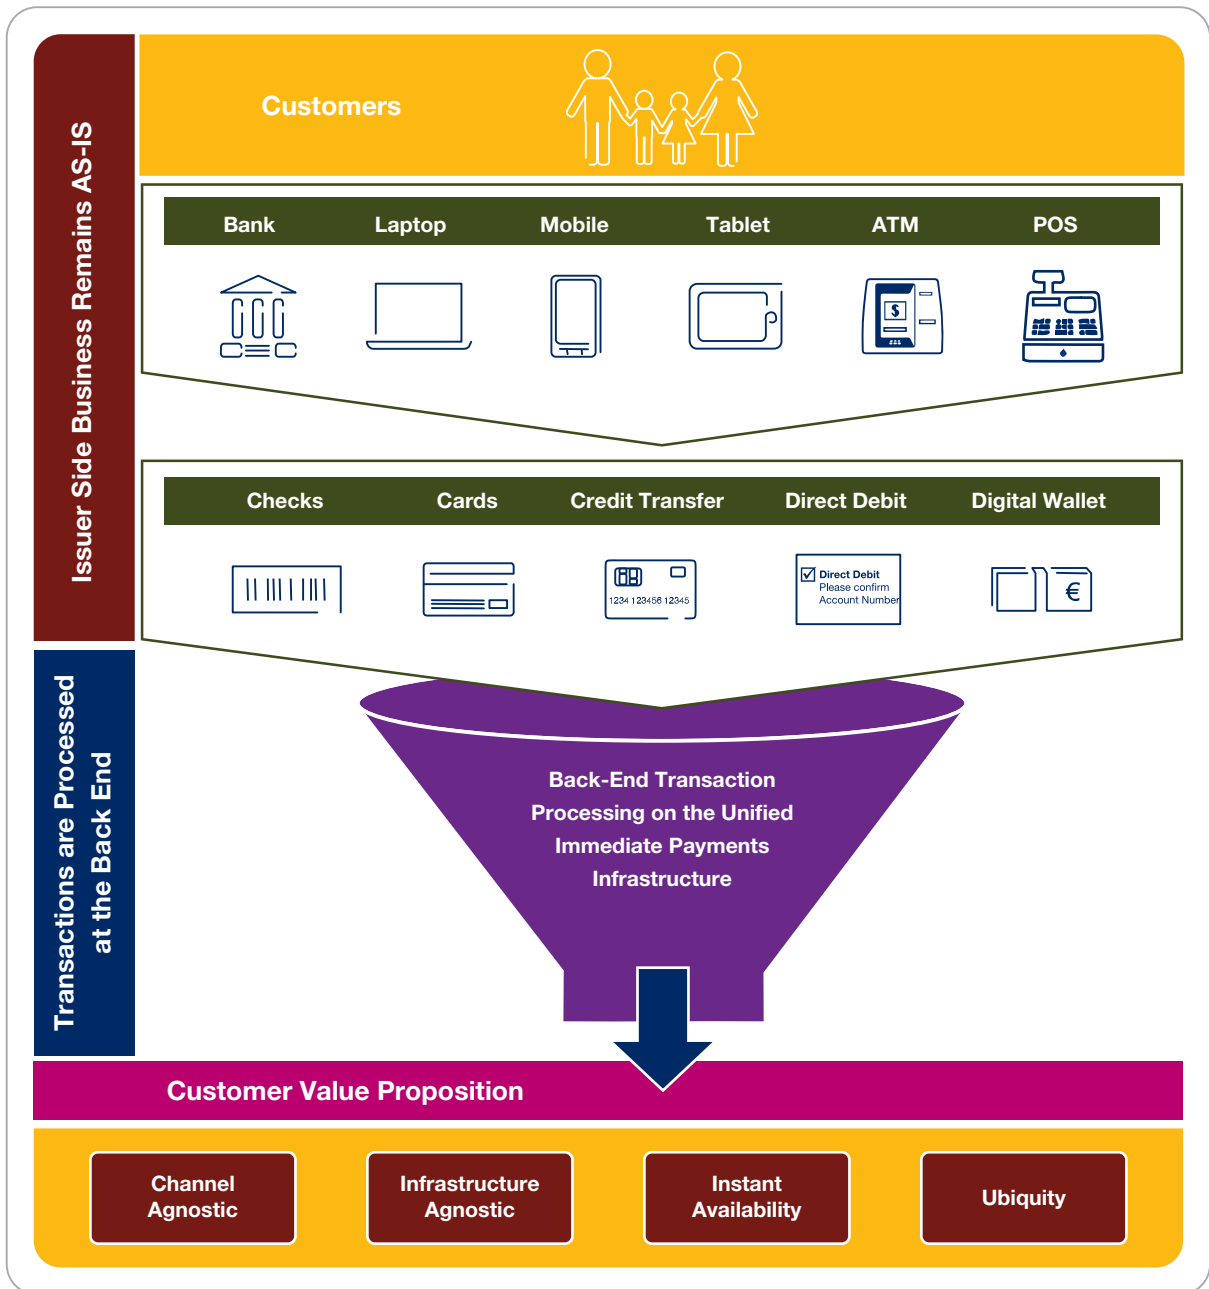 Issuer Side Business Remains AS-IS
Customers
Bank Laptop Mobile Tablet ATM POS
$
Checks Cards Credit Transfer Direct Debit Digital Wallet
1234 123456 12345
Direct Debit
Please confirm
Account Number
€
Transactions are Processed
at the Back End
Back-End Transaction
Processing on the Unified
Immediate Payments
Infrastructure
Customer Value Proposition
Channel
Agnostic
Infrastructure
Agnostic
Instant
Availability
Ubiquity